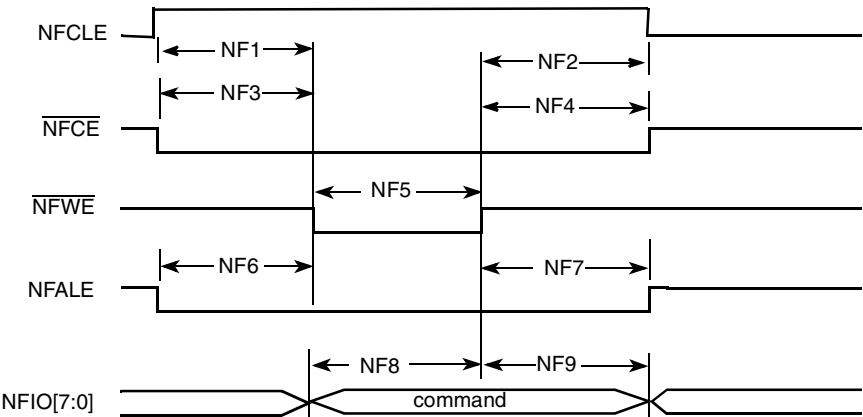 NFCLE
NF1
NF2
NF3
NF4
NFCE
NF5
NFWE
NF6
NF7
NFALE
NF8
NF9
NFIO[7:0]
command